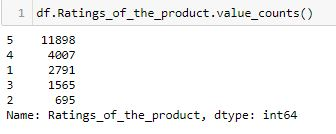 1 df.Ratings_of_the_product.value_counts()
5 11898
4 4007
1 2791
3 1565
2 695
Name: Ratings_of_the_product, dtype: int64